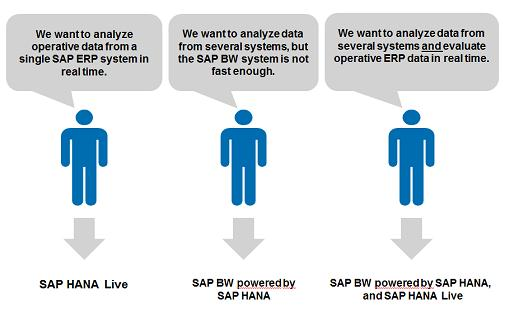 We want to analyze
operative data from a
single SAP ERP system in
real time.
We want to analyze data
from several systems, but
the SAP BW system is not
fast enough.
We want to analyze data from
several systems and evaluate
operative ERP data in real time.
SAP HANA Live
SAP BW powered by
SAP HANA
SAP BW powered by SAP HANA,
and SAP HANA Live